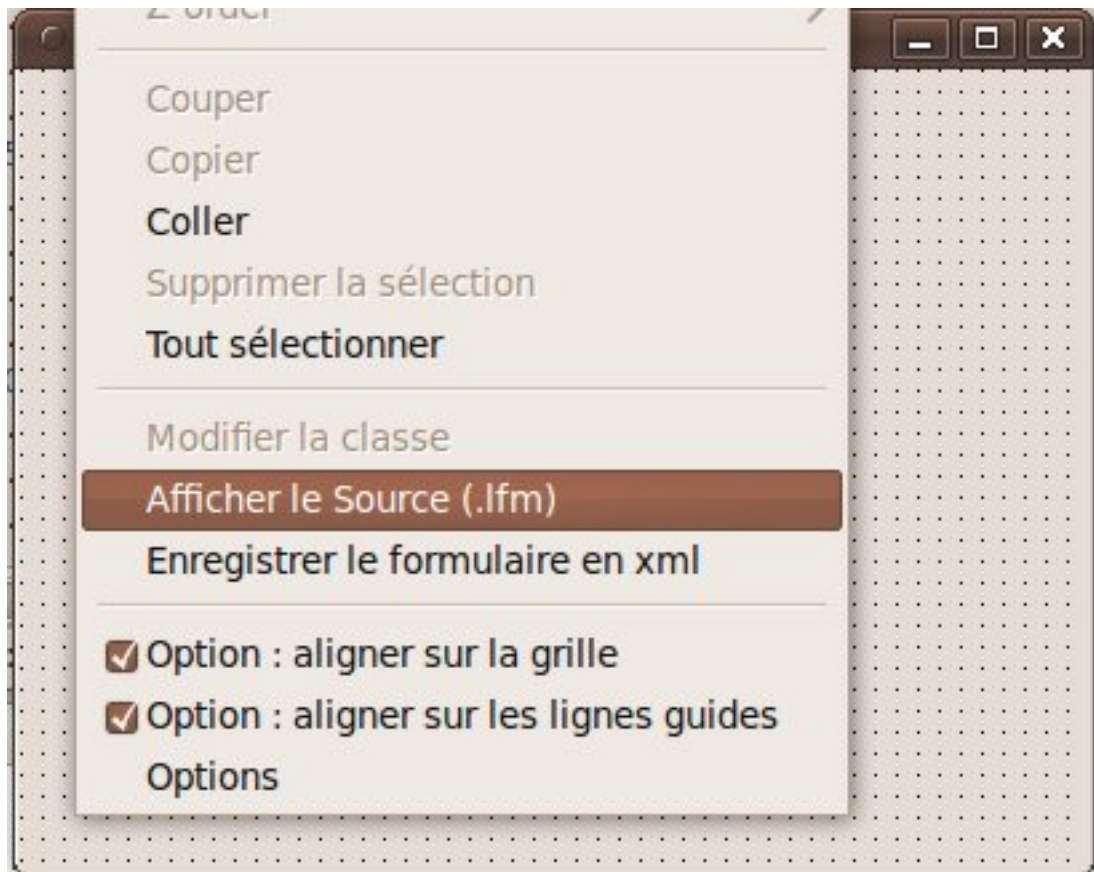 Z-order
Couper
Copier
Coller
Supprimer la sélection
Tout sélectionner
Modifier la classe
Afficher le Source (.lfm)
Enregistrer le formulaire en xml
Option : aligner sur la grille
Option : aligner sur les lignes guides
Options